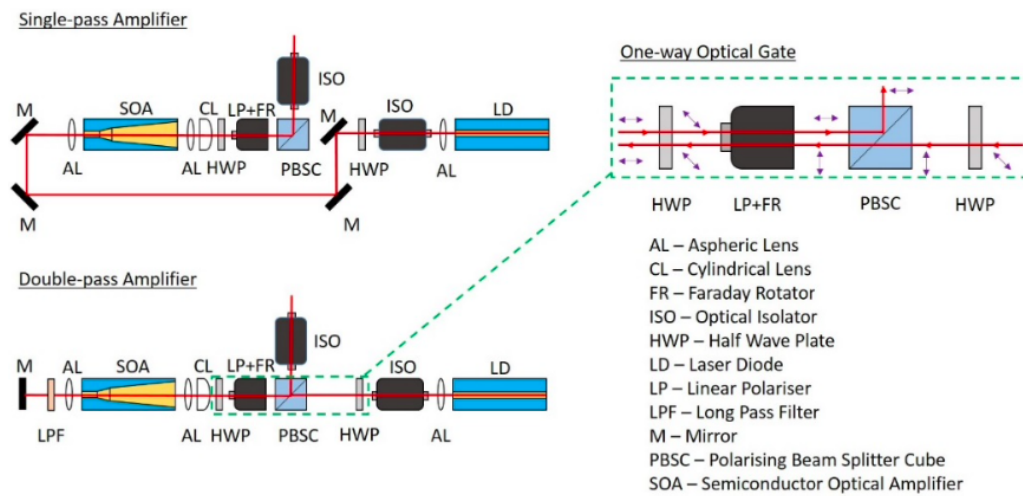 Single-pass Amplifier
ISO
M SOA CL LP+FR M ISO LD
AL AL HWP PBSC HWP AL
M M
Double-pass Amplifier
ISO
M AL SOA CL LP+FR ISO LD
LPF AL HWP PBSC HWP AL
One-way Optical Gate
HWP LP+FR PBSC HWP
AL – Aspheric Lens
CL – Cylindrical Lens
FR – Faraday Rotator
ISO – Optical Isolator
HWP – Half Wave Plate
LD – Laser Diode
LP – Linear Polariser
LPF – Long Pass Filter
M – Mirror
PBSC – Polarising Beam Splitter Cube
SOA – Semiconductor Optical Amplifier